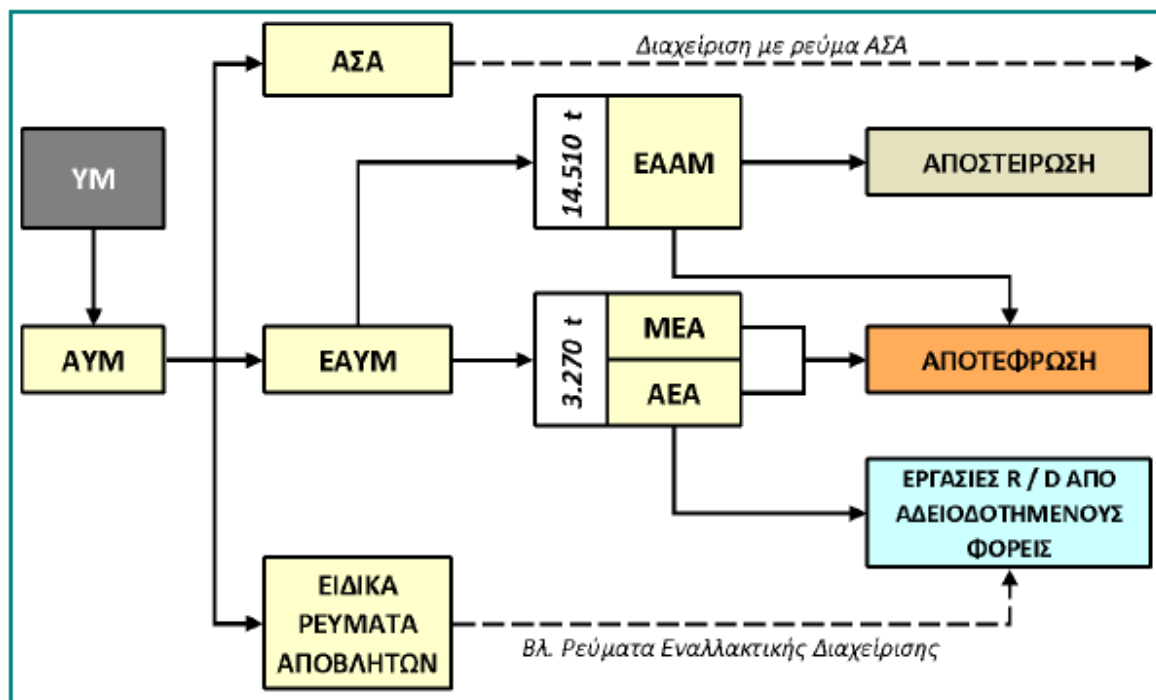 ΑΣΑ
Διαχείριση με ρεύμα ΑΣΑ
ΥΜ
14.510 t
ΕΑΑΜ
ΑΠΟΣΤΕΙΡΩΣΗ
ΑΥΜ
ΕΑΥΜ
3.270 t
ΜΕΑ
ΑΕΑ
ΑΠΟΤΕΦΡΩΣΗ
ΕΡΓΑΣΙΕΣ R / D ΑΠΟ
ΑΔΕΙΟΔΟΤΗΜΕΝΟΥΣ
ΦΟΡΕΙΣ
ΕΙΔΙΚΑ
ΡΕΥΜΑΤΑ
ΑΠΟΒΛΗΤΩΝ
Βλ. Ρεύματα Εναλλακτικής Διαχείρισης